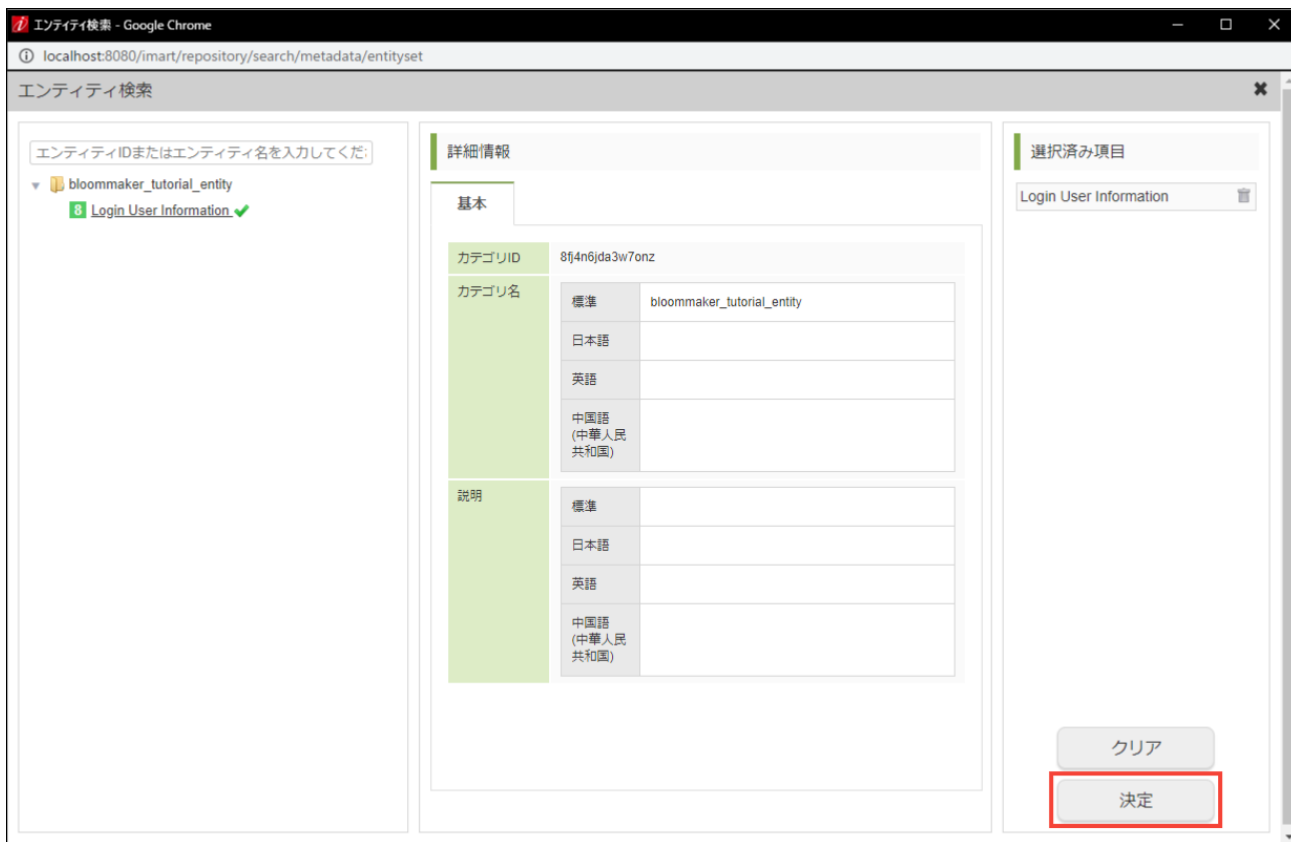 エンティティ検索 - Google Chrome
localhost:8080/imart/repository/search/metadata/entityset
エンティティ検索
エンティティIDまたはエンティティ名を入力してくだ
bloommaker_tutorial_entity
8 Login User Information
詳細情報
基本
カテゴリID 8fj4n6jda3w7onz
カテゴリ名
標準 bloommaker_tutorial_entity
日本語
英語
中国語
(中華人民
共和国)
説明
標準
日本語
英語
中国語
(中華人民
共和国)
選択済み項目
Login User Information
クリア
決定